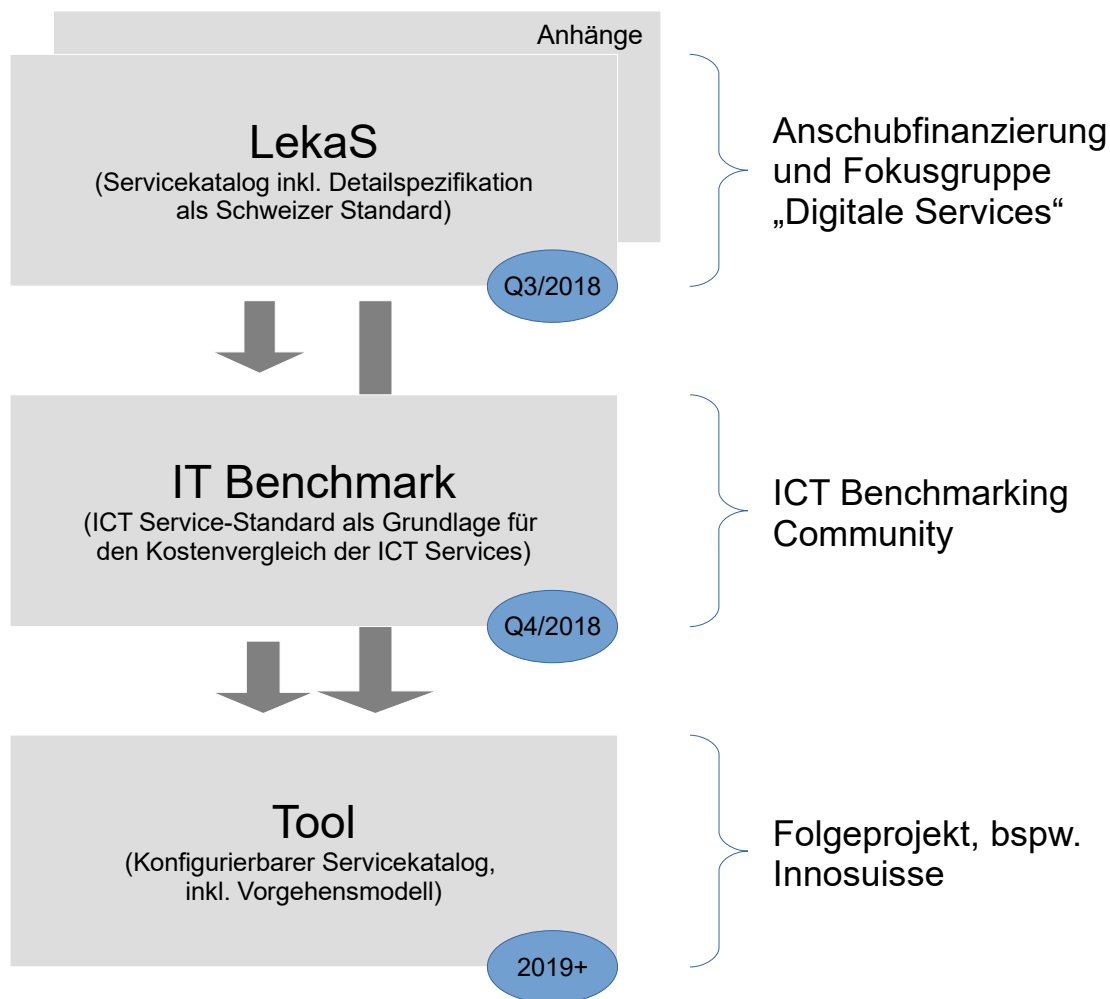 Anhänge
LekaS
(Servicekatalog inkl. Detailspezifikation
als Schweizer Standard)
Q3/2018
Anschubfinanzierung
und Fokusgruppe
„Digitale Services“
IT Benchmark
(ICT Service-Standard als Grundlage für
den Kostenvergleich der ICT Services)
Q4/2018
ICT Benchmarking
Community
Tool
(Konfigurierbarer Servicekatalog,
inkl. Vorgehensmodell)
2019+
Folgeprojekt, bspw.
Innosuisse